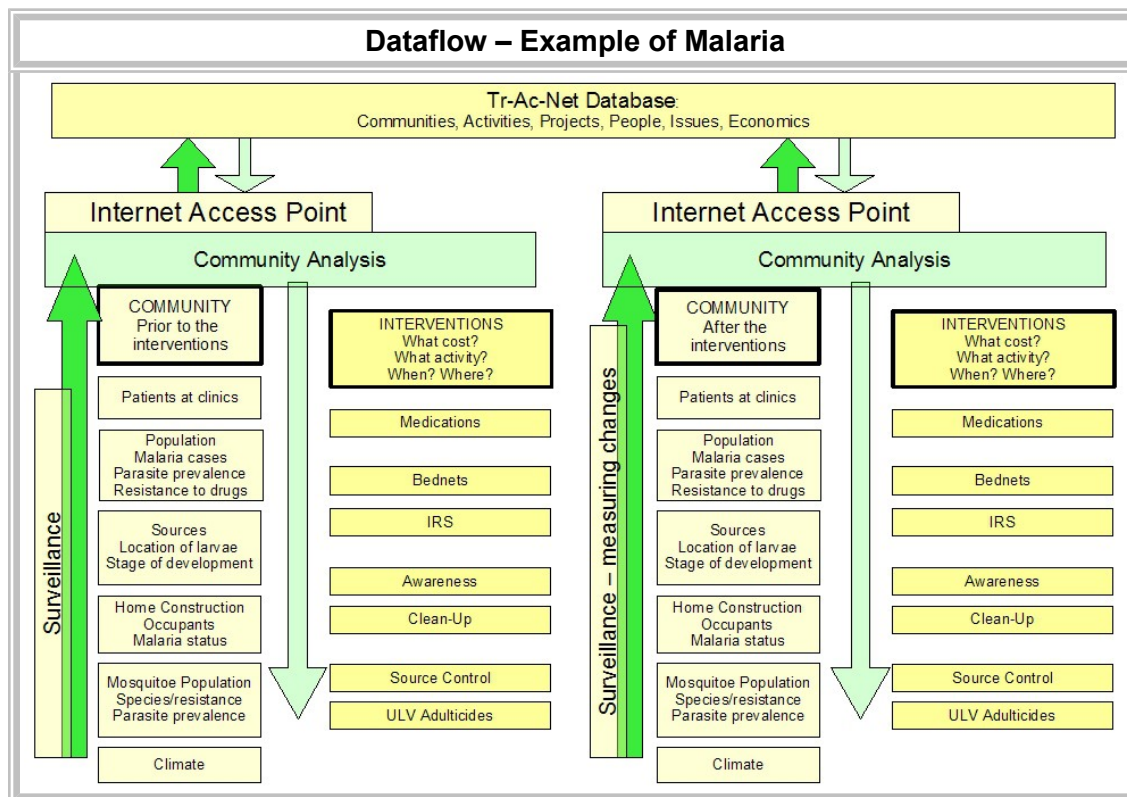 Dataflow – Example of Malaria
Tr-Ac-Net Database:
Communities, Activities, Projects, People, Issues, Economics
Internet Access Point
Community Analysis
Surveillance
COMMUNITY
Prior to the
interventions
Patients at clinics
Population
Malaria cases
Parasite prevalence
Resistance to drugs
Sources
Location of larvae
Stage of development
Home Construction
Occupants
Malaria status
Mosquitoe Population
Species/resistance
Parasite prevalence
Climate
INTERVENTIONS
What cost?
What activity?
When? Where?
Medications
Bednets
IRS
Awareness
Clean-Up
Source Control
ULV Adulticides
Internet Access Point
Community Analysis
Surveillance – measuring changes
COMMUNITY
After the
interventions
Patients at clinics
Population
Malaria cases
Parasite prevalence
Resistance to drugs
Sources
Location of larvae
Stage of development
Home Construction
Occupants
Malaria status
Mosquitoe Population
Species/resistance
Parasite prevalence
Climate
INTERVENTIONS
What cost?
What activity?
When? Where?
Medications
Bednets
IRS
Awareness
Clean-Up
Source Control
ULV Adulticides